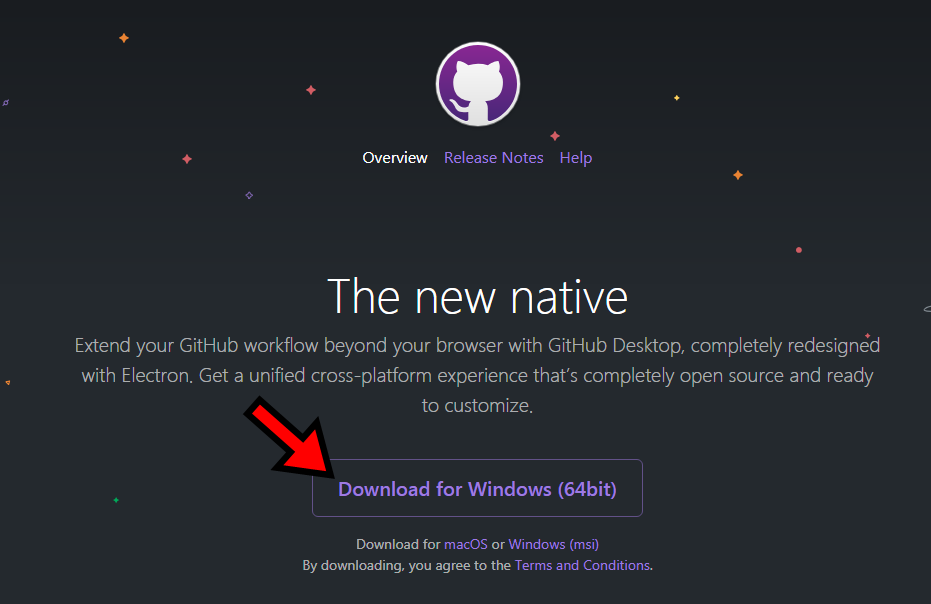 Overview Release Notes Help
The new native
Extend your GitHub workflow beyond your browser with GitHub Desktop, completely redesigned
with Electron. Get a unified cross-platform experience that’s completely open source and ready
to customize.
Download for Windows (64bit)
Download for macOS or Windows (msi)
By downloading, you agree to the Terms and Conditions.